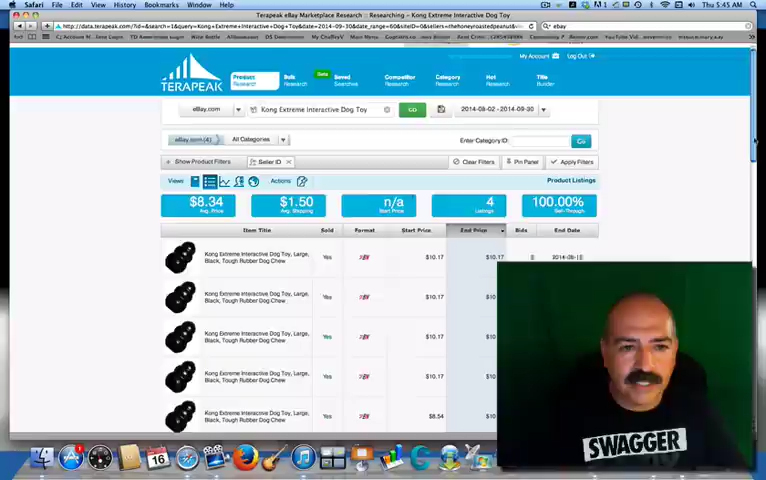 Safari File Edit View History Bookmarks Window Help
Thu 5:45 AM
Terapeak eBay Marketplace Research :: Researching – Kong Extreme Interactive Dog Toy
ebay
My Account
Log Out
TERAPEAK
Product Research
Bulk Research
Beta
Saved Searches
Competitor Research
Category Research
Hot Research
Title Builder
eBay.com
Kong Extreme Interactive Dog Toy
GO
2014-09-02 - 2014-09-30
eBay.com (4)
All Categories
Enter Category ID:
Go
Show Product Filters
Seller ID
Clear Filters
Pin Panel
Apply Filters
Views
Actions
Product Listings
$8.34
Avg. Price
$1.50
Avg. Shipping
n/a
Start Price
4
Listings
100.00%
Sell-Through
Item Title Sold Format Start Price End Price Bids End Date
Kong Extreme Interactive Dog Toy, Large, Black, Tough Rubber Dog Chew Yes $10.17 $10.17
Kong Extreme Interactive Dog Toy, Large, Black, Tough Rubber Dog Chew Yes $10.17 $10
Kong Extreme Interactive Dog Toy, Large, Black, Tough Rubber Dog Chew Yes $10.17 $10
Kong Extreme Interactive Dog Toy, Large, Black, Tough Rubber Dog Chew Yes $10.17 $10
Kong Extreme Interactive Dog Toy, Large, Black, Tough Rubber Dog Chew Yes $8.54
SWAGGER
16